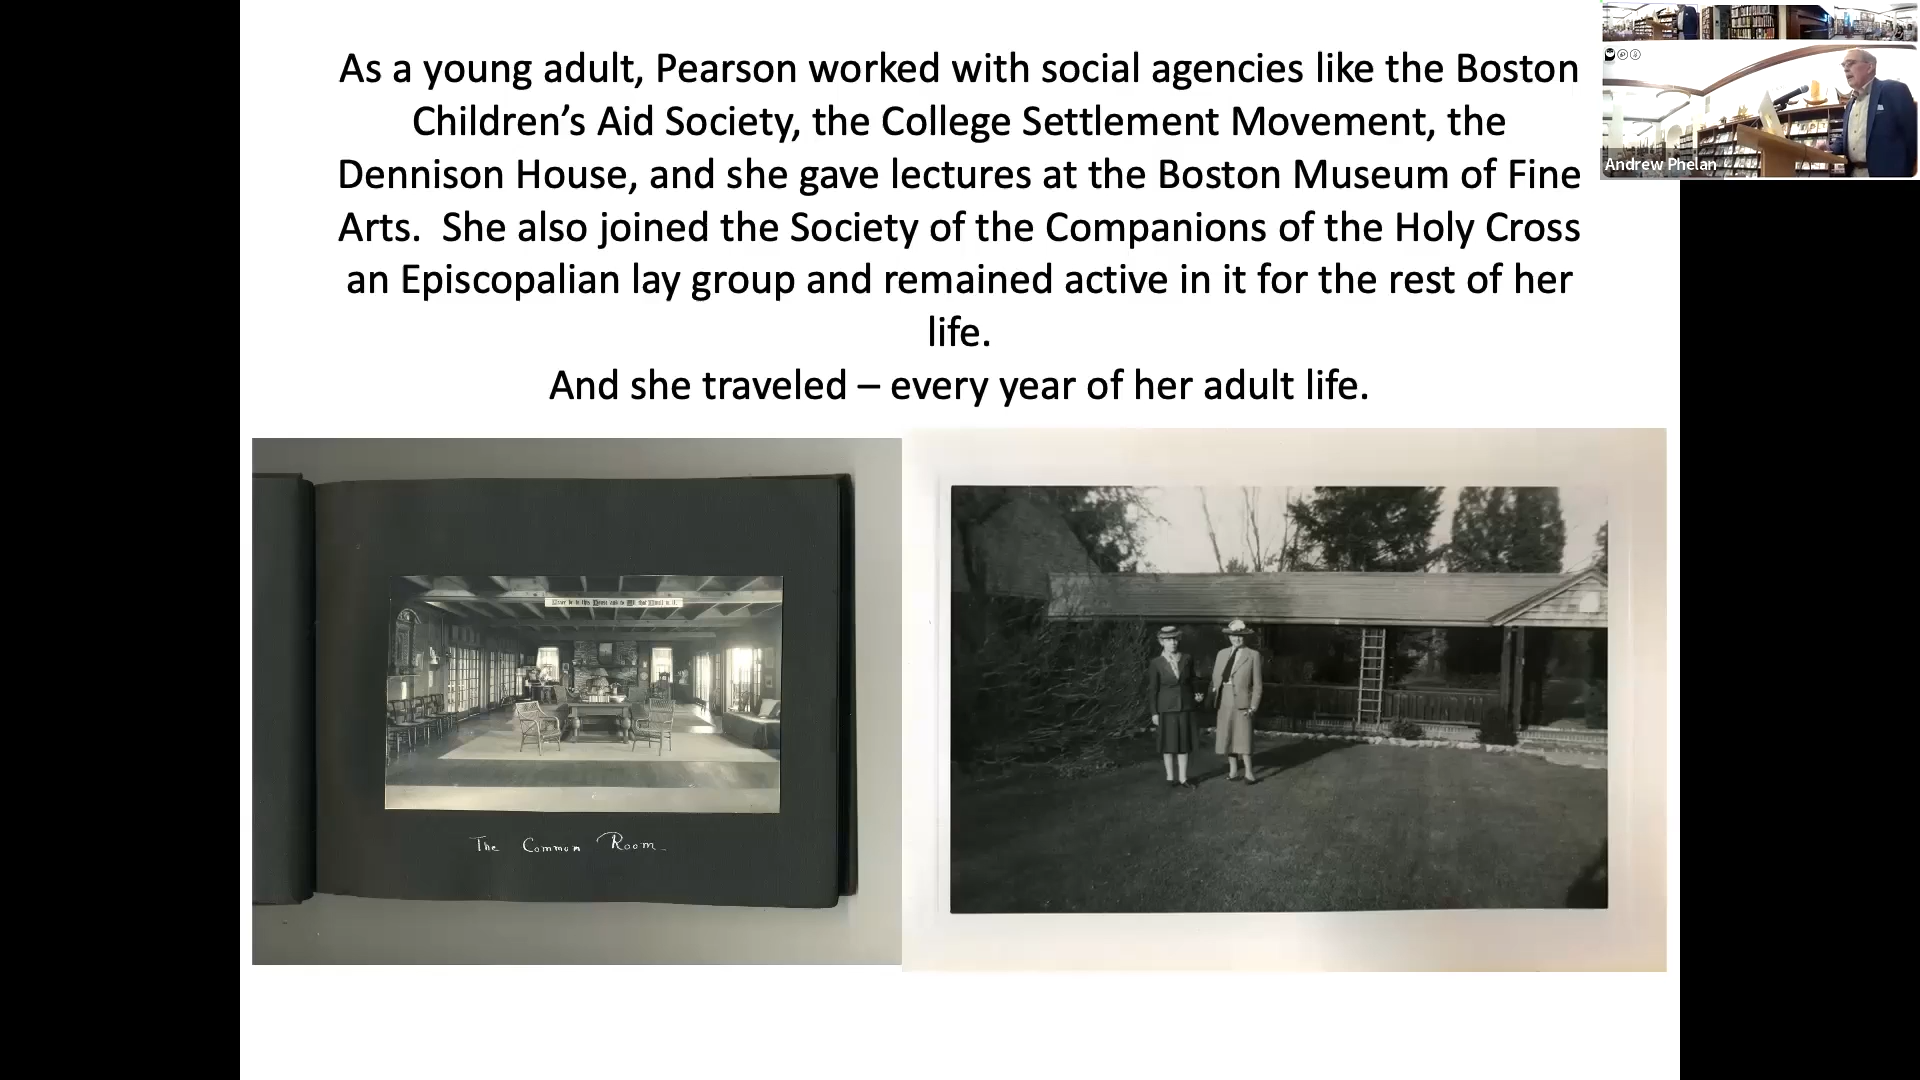 As a young adult, Pearson worked with social agencies like the Boston
Children’s Aid Society, the College Settlement Movement, the
Dennison House, and she gave lectures at the Boston Museum of Fine
Arts.  She also joined the Society of the Companions of the Holy Cross
an Episcopalian lay group and remained active in it for the rest of her
life.
And she traveled – every year of her adult life.
Andrew Phelan
The Common Room